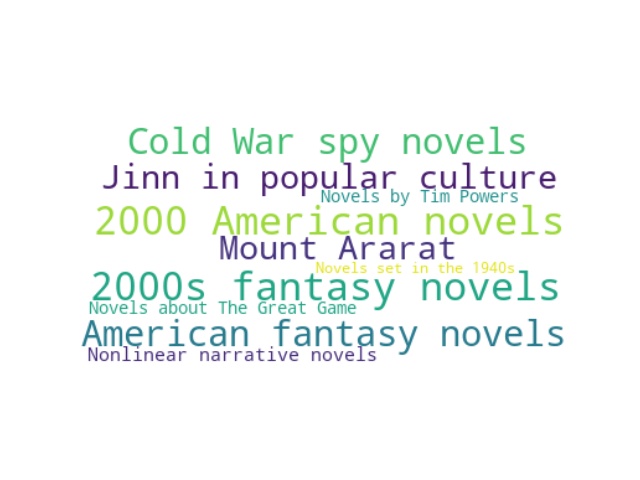 Cold War spy novels
Jinn in popular culture
Novels by Tim Powers
2000 American novels
Mount Ararat
Novels set in the 1940s
2000s fantasy novels
Novels about The Great Game
American fantasy novels
Nonlinear narrative novels